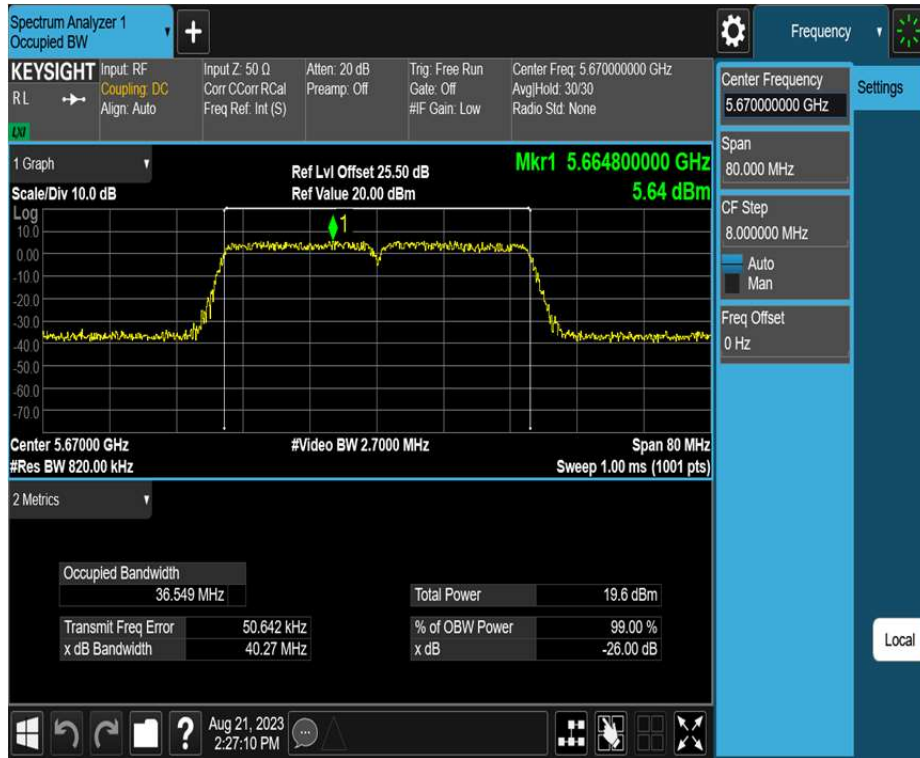 Spectrum Analyzer 1
Occupied BW
+
Frequency
KEYSIGHT
RL
LXI
Input: RF
Coupling: DC
Align: Auto
Input Z: 50 Ω
Corr CCorr RCal
Freq Ref: Int (S)
Atten: 20 dB
Preamp: Off
Trig: Free Run
Gate: Off
#IF Gain: Low
Center Freq: 5.670000000 GHz
Avg|Hold: 30/30
Radio Std: None
Center Frequency
5.670000000 GHz
Settings
Span
80.000 MHz
CF Step
8.000000 MHz
Auto
Man
Freq Offset
0 Hz
Local
1 Graph
Scale/Div 10.0 dB
Ref Lvl Offset 25.50 dB
Ref Value 20.00 dBm
Mkr1 5.664800000 GHz
5.64 dBm
Log
1
10.0
0.00
-10.0
-20.0
-30.0
-40.0
-50.0
-60.0
-70.0
Center 5.67000 GHz
#Video BW 2.7000 MHz
Span 80 MHz
#Res BW 820.00 kHz
Sweep 1.00 ms (1001 pts)
2 Metrics
Occupied Bandwidth
36.549 MHz
Total Power 19.6 dBm
Transmit Freq Error 50.642 kHz
% of OBW Power 99.00 %
x dB Bandwidth 40.27 MHz
x dB -26.00 dB
?
Aug 21, 2023
2:27:10 PM